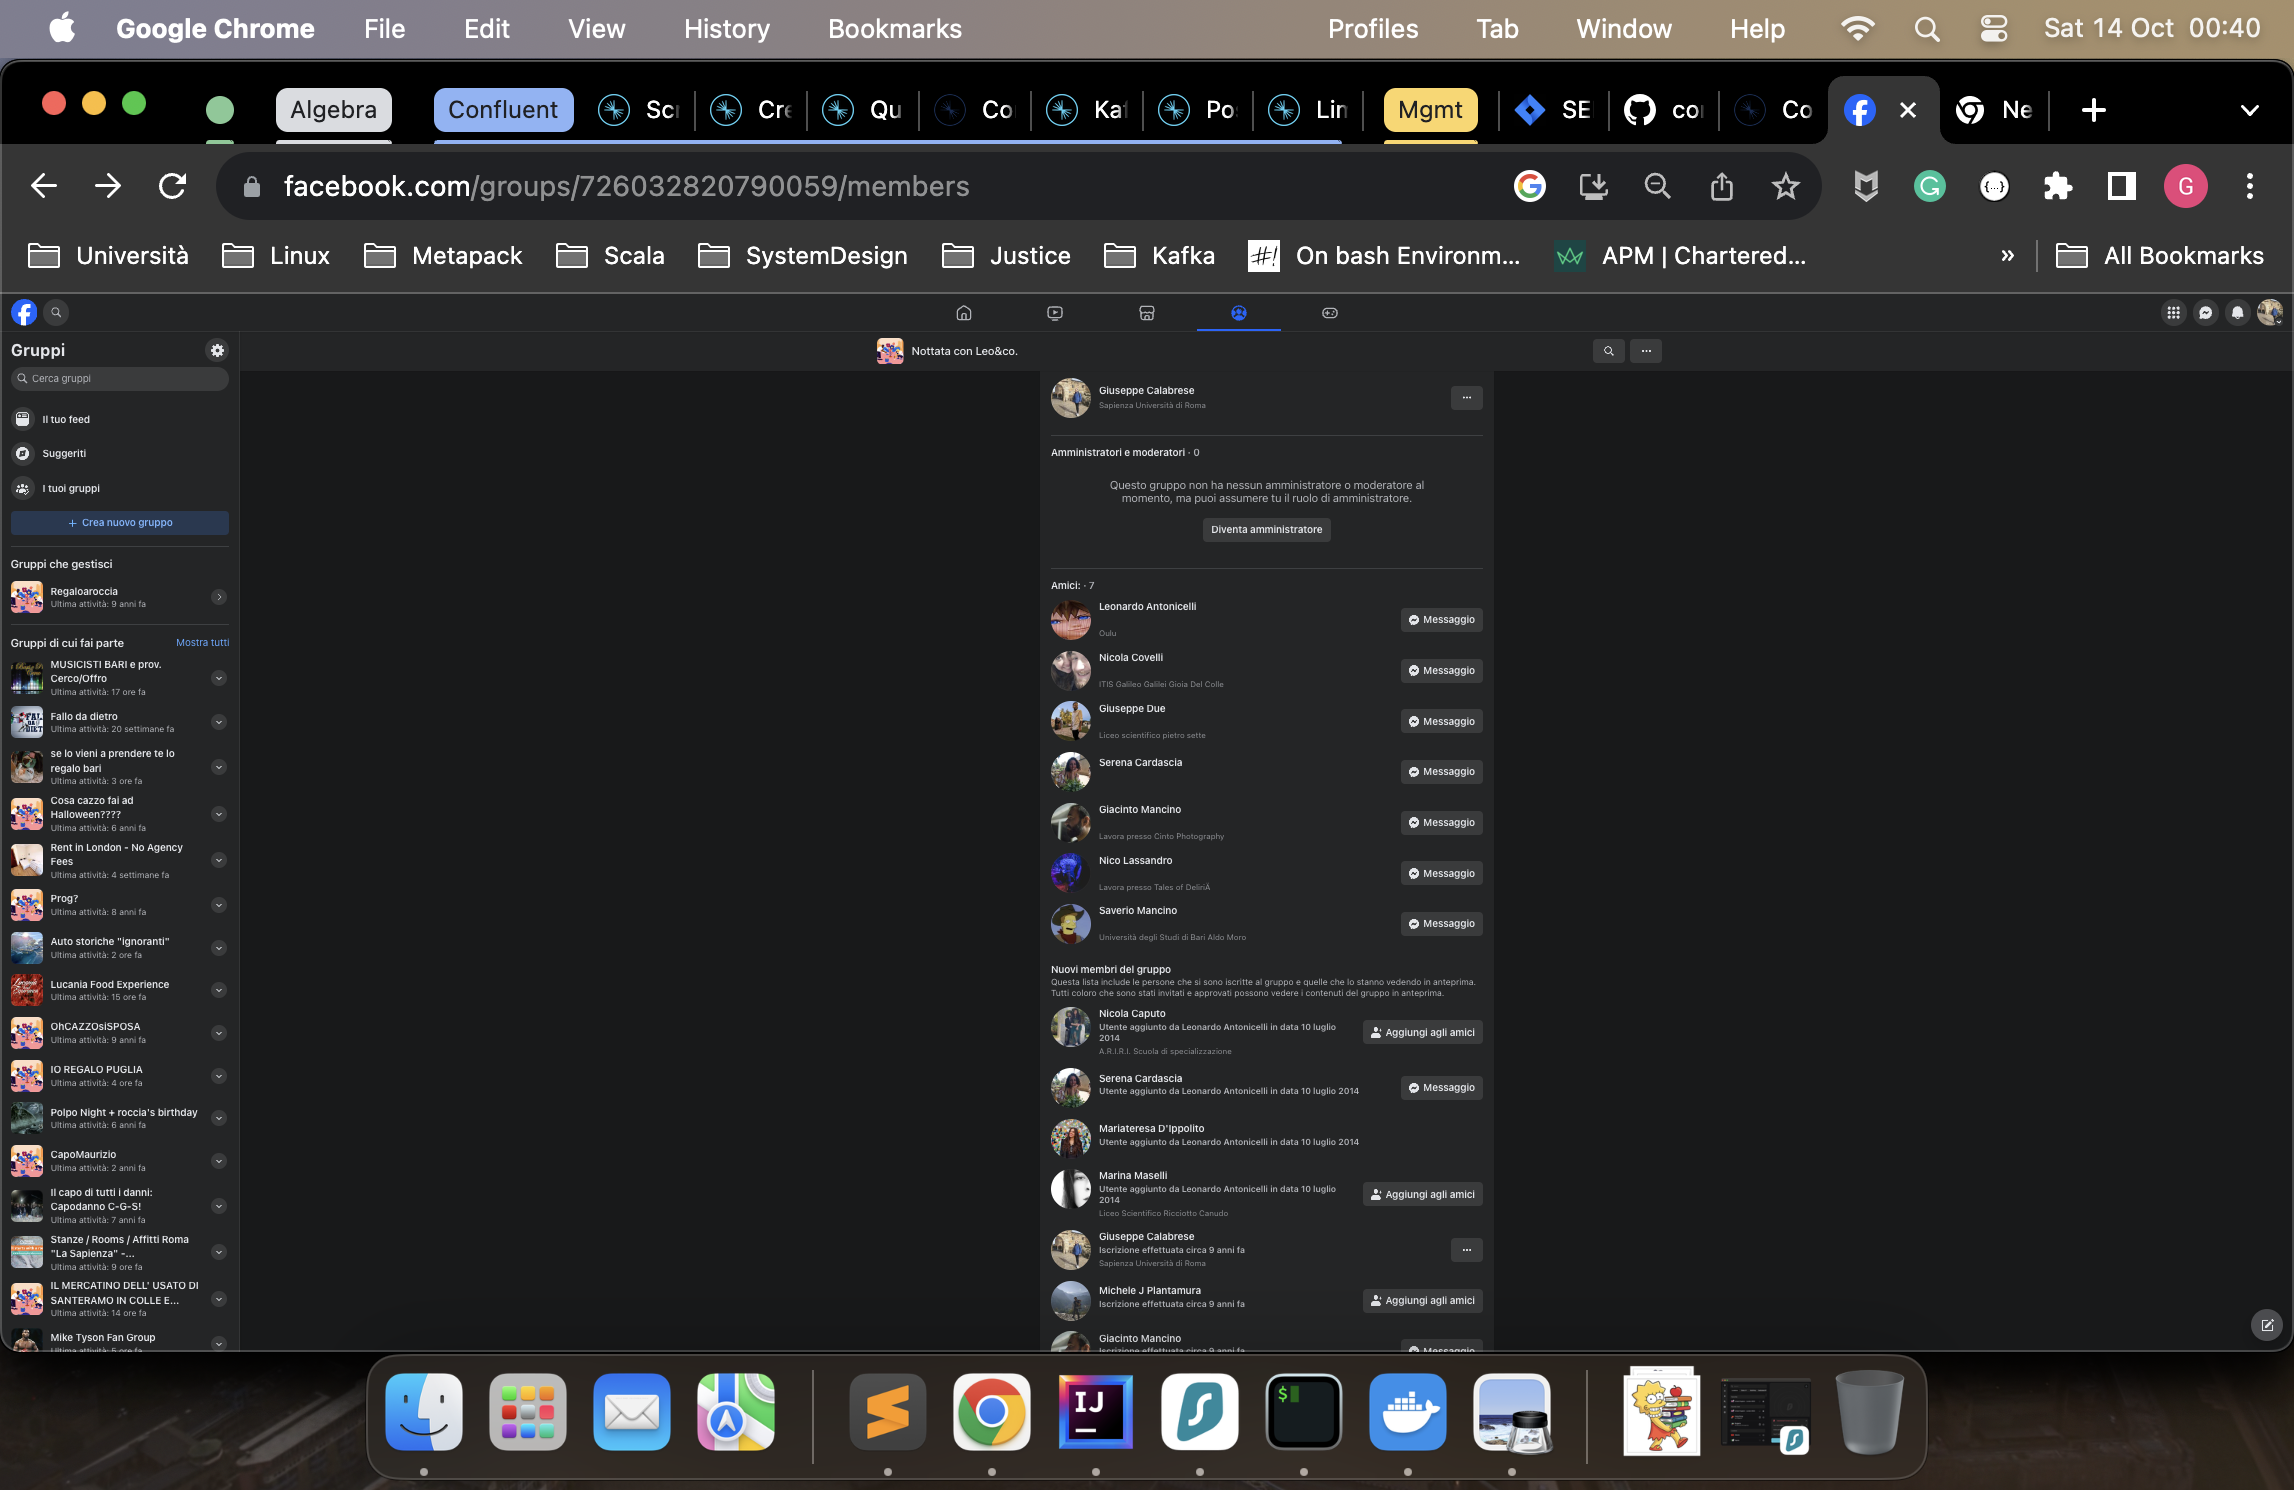 Google Chrome File Edit View History Bookmarks Profiles Tab Window Help Sat 14 Oct 00:40
Algebra Confluent Sc Cre Qu Co Ka Po Lin Mgmt SE co Co Ne
facebook.com/groups/726032820790059/members
G
Università Linux Metapack Scala SystemDesign Justice Kafka On bash Environm... APM | Chartered... » All Bookmarks
Gruppi
Cerca gruppi
Il tuo feed
Suggeriti
I tuoi gruppi
+ Crea nuovo gruppo
Gruppi che gestisci
Regaloaroccia
Ultima attività: 9 anni fa
Gruppi di cui fai parte Mostra tutti
MUSICISTI BARI e prov.
Cerco/Offro
Ultima attività: 17 ore fa
Fallo da dietro
Ultima attività: 20 settimane fa
se lo vieni a prendere te lo
regalo bari
Ultima attività: 3 ore fa
Cosa cazzo fai ad
Halloween????
Ultima attività: 6 anni fa
Rent in London - No Agency
Fees
Ultima attività: 4 settimane fa
Prog?
Ultima attività: 8 anni fa
Auto storiche "ignoranti"
Ultima attività: 2 ore fa
Lucania Food Experience
Ultima attività: 15 ore fa
OhCAZZOsiSPOSA
Ultima attività: 9 anni fa
IO REGALO PUGLIA
Ultima attività: 4 ore fa
Polpo Night + roccia's birthday
Ultima attività: 6 anni fa
CapoMaurizio
Ultima attività: 2 anni fa
Il capo di tutti i danni:
Capodanno C-G-S!
Ultima attività: 7 anni fa
Stanze / Rooms / Affitti Roma
"La Sapienza" -...
Ultima attività: 9 ore fa
IL MERCATINO DELL' USATO DI
SANTERAMO IN COLLE E...
Ultima attività: 14 ore fa
Mike Tyson Fan Group
Ultima attività: 5 ore fa
Nottata con Leo&co.
Giuseppe Calabrese
Sapienza Università di Roma
Amministratori e moderatori · 0
Questo gruppo non ha nessun amministratore o moderatore al
momento, ma puoi assumere tu il ruolo di amministratore.
Diventa amministratore
Amici: · 7
Leonardo Antonicelli
Oulu
Messaggio
Nicola Covelli
ITIS Galileo Galilei Gioia Del Colle
Messaggio
Giuseppe Due
Liceo scientifico pietro sette
Messaggio
Serena Cardascia
Messaggio
Giacinto Mancino
Lavora presso Cinto Photography
Messaggio
Nico Lassandro
Lavora presso Tales of DeliriÄ
Messaggio
Saverio Mancino
Università degli Studi di Bari Aldo Moro
Messaggio
Nuovi membri del gruppo
Questa lista include le persone che si sono iscritte al gruppo e quelle che lo stanno vedendo in anteprima.
Tutti coloro che sono stati invitati e approvati possono vedere i contenuti del gruppo in anteprima.
Nicola Caputo
Utente aggiunto da Leonardo Antonicelli in data 10 luglio
2014
A.R.I.R.I. Scuola di specializzazione
Aggiungi agli amici
Serena Cardascia
Utente aggiunto da Leonardo Antonicelli in data 10 luglio 2014
Messaggio
Mariateresa D'Ippolito
Utente aggiunto da Leonardo Antonicelli in data 10 luglio 2014
Marina Maselli
Utente aggiunto da Leonardo Antonicelli in data 10 luglio
2014
Liceo Scientifico Ricciotto Canudo
Aggiungi agli amici
Giuseppe Calabrese
Iscrizione effettuata circa 9 anni fa
Sapienza Università di Roma
Michele J Plantamura
Iscrizione effettuata circa 9 anni fa
Aggiungi agli amici
Giacinto Mancino
Iscrizione effettuata circa 9 anni fa
Messaggio
IJ
$